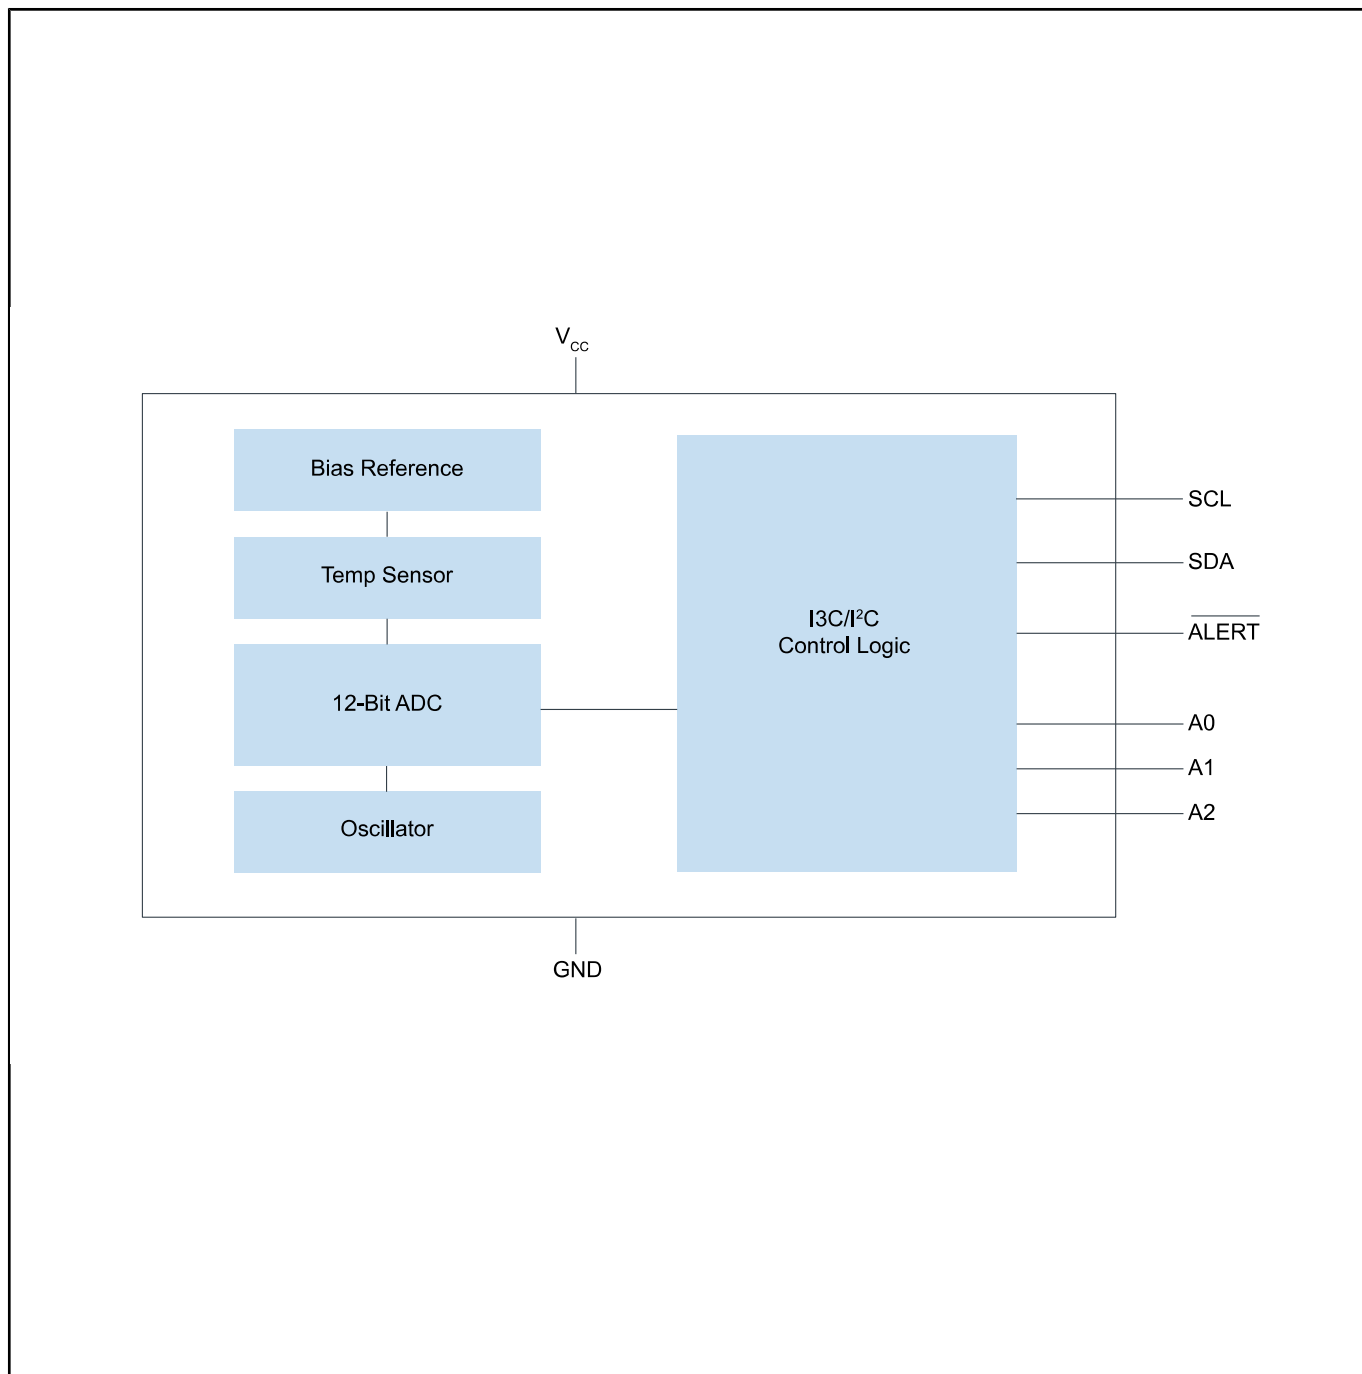 V_CC
Bias Reference
Temp Sensor
12-Bit ADC
Oscillator
I3C/I²C
Control Logic
SCL
SDA
ALERT
A0
A1
A2
GND